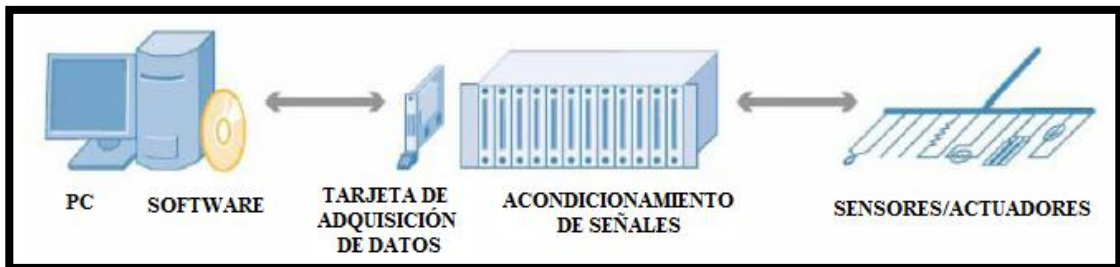 PC
SOFTWARE
TARJETA DE
ADQUISICIÓN
DE DATOS
ACONDICIONAMIENTO
DE SEÑALES
SENSORES/ACTUADORES